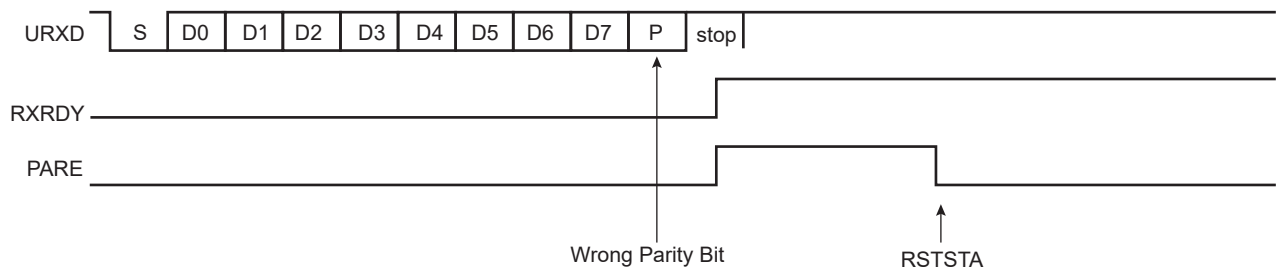 URXD S D0 D1 D2 D3 D4 D5 D6 D7 P stop
RXRDY
PARE
Wrong Parity Bit RSTSTA